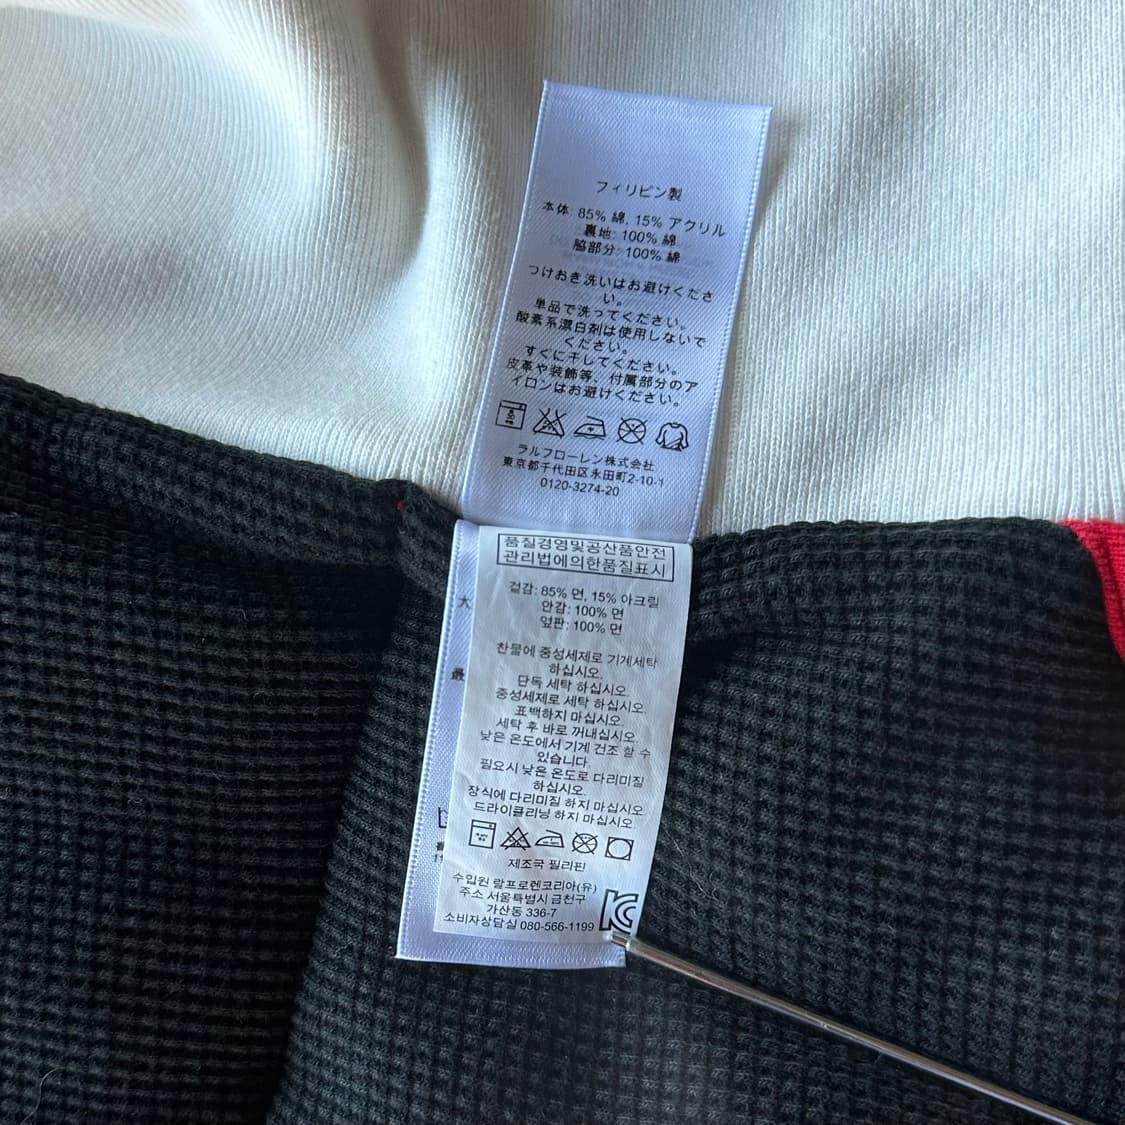 フィリピン製
本体: 85% 綿, 15% アクリル
裏地: 100% 綿
脇部分: 100% 綿
つけおき洗いはお避けくださ
い。
単品で洗ってください。
酸素系漂白剤は使用しないで
ください。
すぐに干してください。
皮革や装飾等、付属部分のア
イロンはお避けください。
ラルフローレン株式会社
東京都千代田区永田町2-10-1
0120-3274-20
품질경영및공산품안전
관리법에의한품질표시
겉감: 85% 면, 15% 아크릴
안감: 100% 면
옆판: 100% 면
찬물에 중성세제로 기계세탁
하십시오.
단독 세탁 하십시오.
중성세제로 세탁 하십시오.
표백하지 마십시오.
세탁 후 바로 꺼내십시오.
낮은 온도에서 기계 건조 할 수
있습니다.
필요시 낮은 온도로 다리미질
하십시오.
장식에 다리미질 하지 마십시오.
드라이클리닝 하지 마십시오.
제조국 필리핀
수입원 랄프로렌코리아(유)
주소 서울특별시 금천구
가산동 336-7
소비자상담실 080-566-1199
大
最